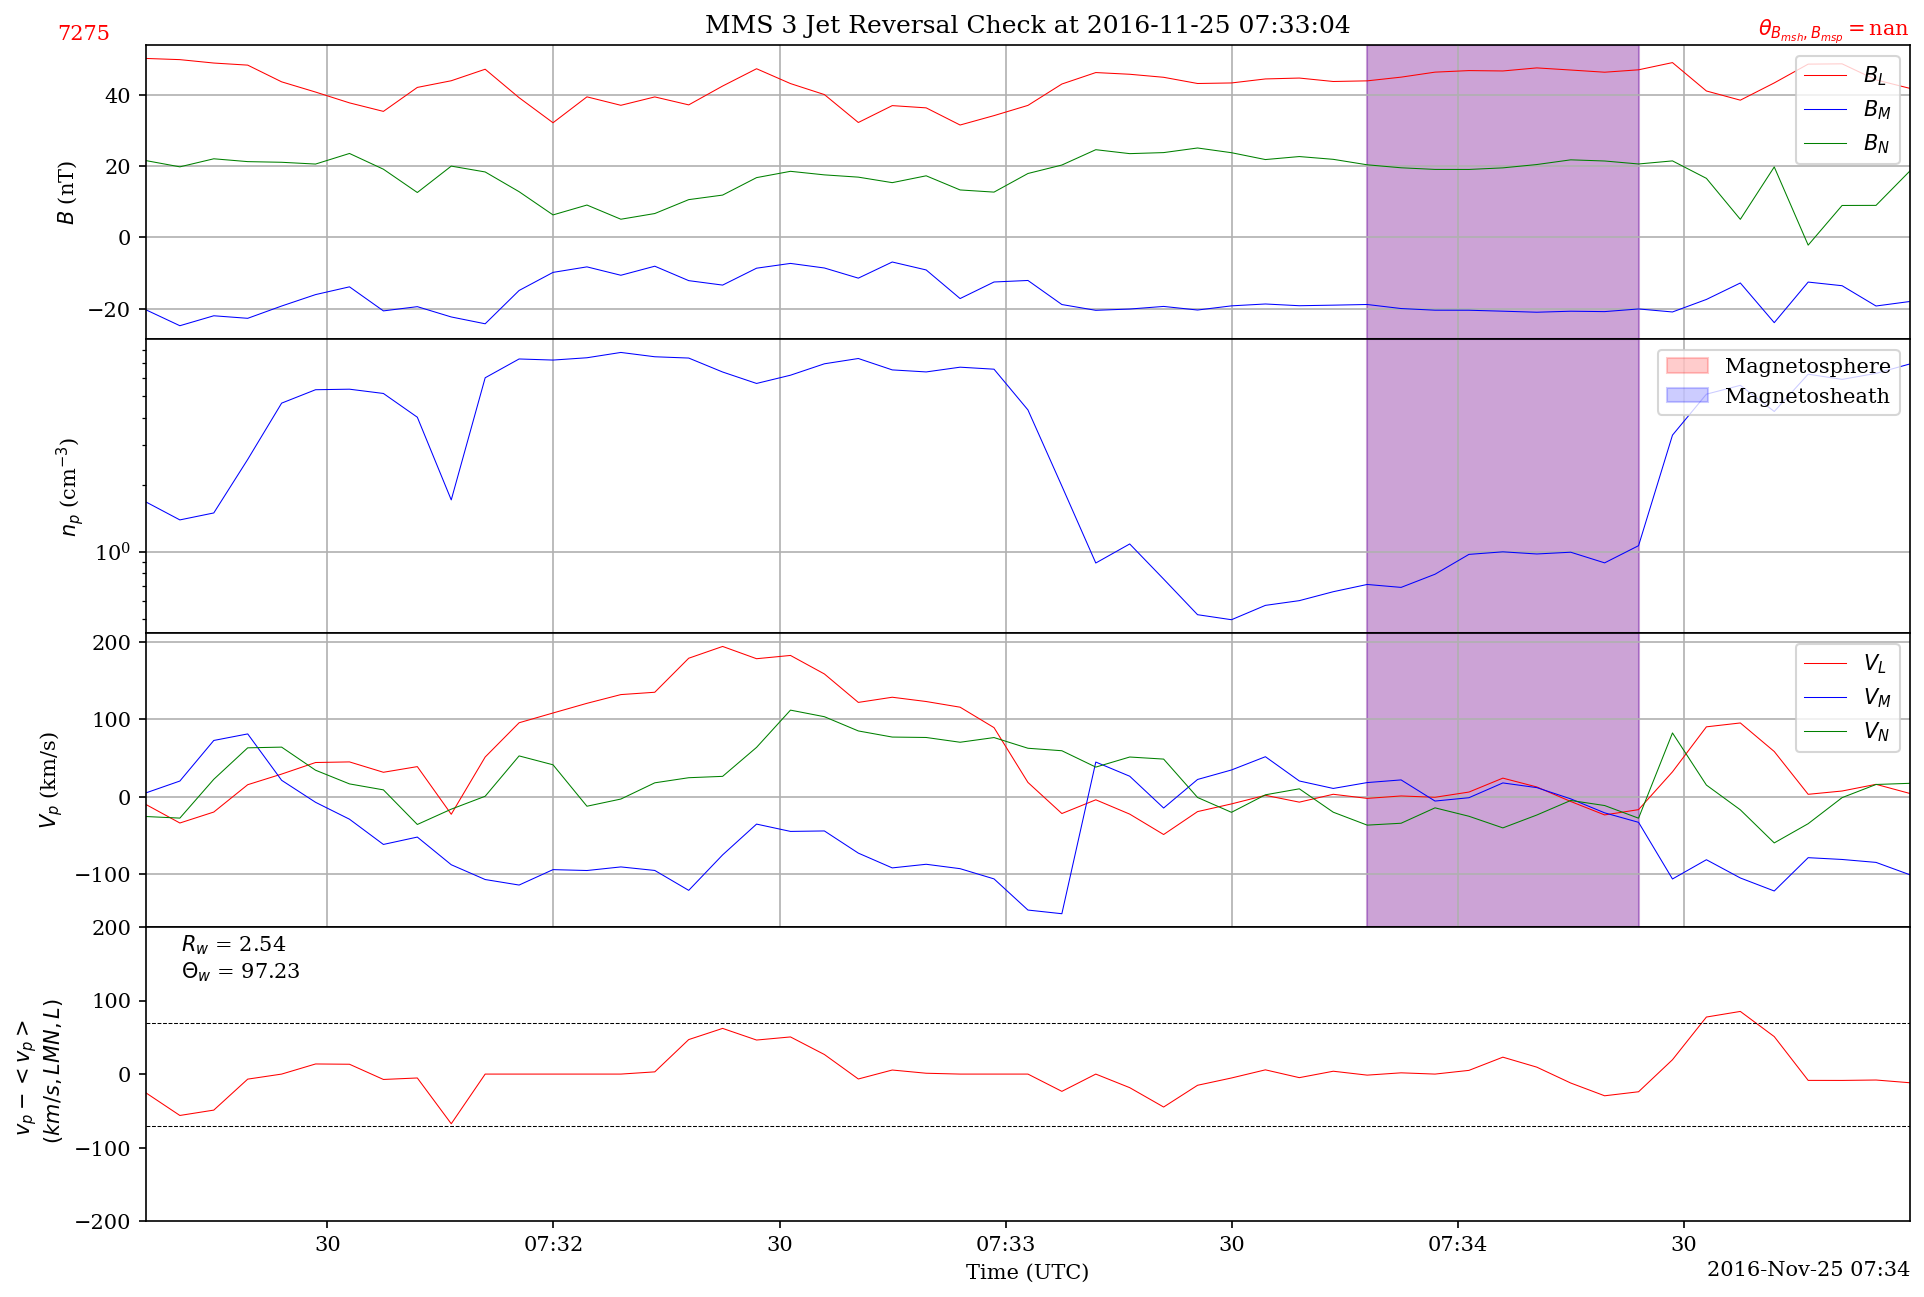 MMS 3 Jet Reversal Check at 2016-11-25 07:33:04
7275
θ_{B_{msh}, B_{msp}} = nan
B_L
B_M
B_N
40
20
0
−20
B (nT)
Magnetosphere
Magnetosheath
10^0
n_p (cm^{−3})
V_L
V_M
V_N
200
100
0
−100
V_p (km/s)
R_w = 2.54
Θ_w = 97.23
200
100
0
−100
−200
v_p − < v_p >
(km/s, LMN, L)
30
07:32
30
07:33
30
07:34
30
Time (UTC)
2016-Nov-25 07:34